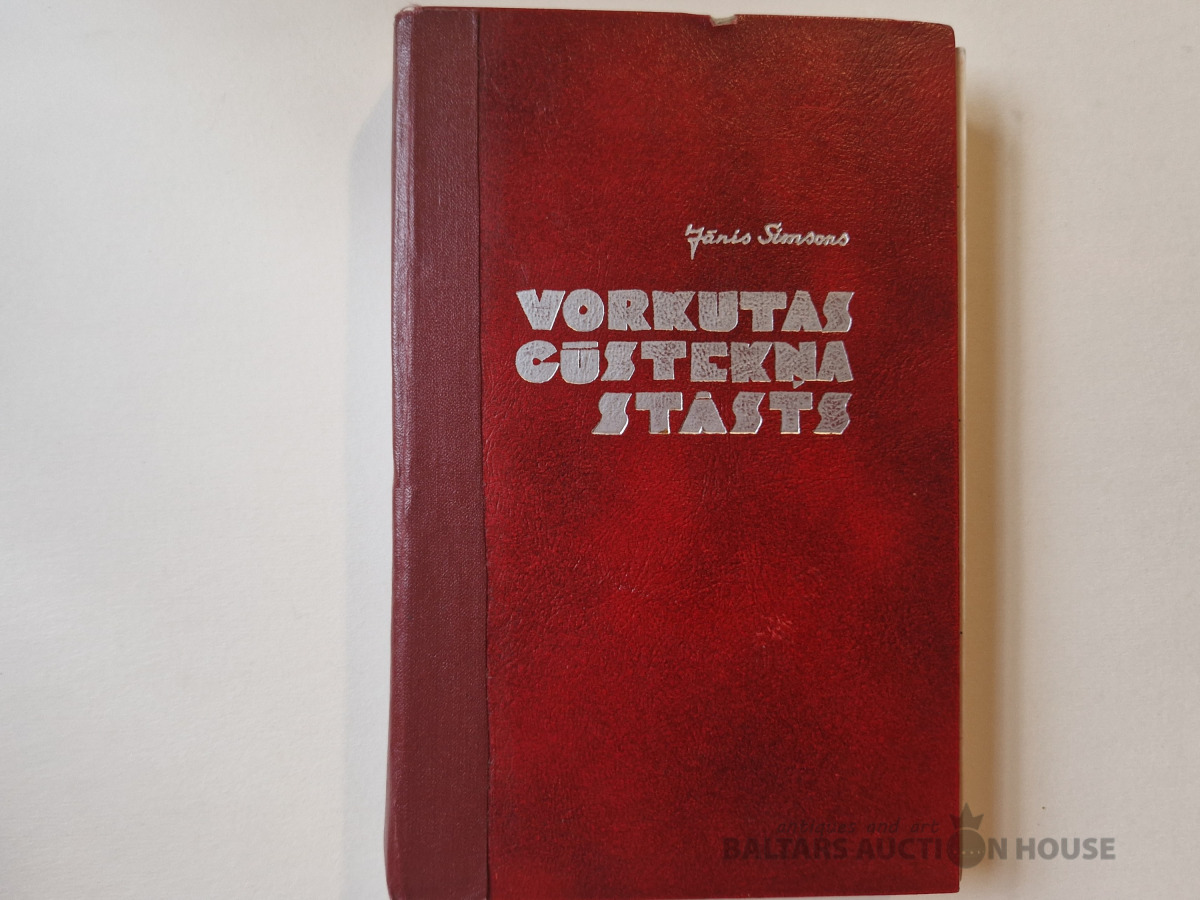 Jānis Simsons
VORKUTAS
GŪSTEKŅA
STĀSTS
antiques and art
BALTARS AUCTION HOUSE